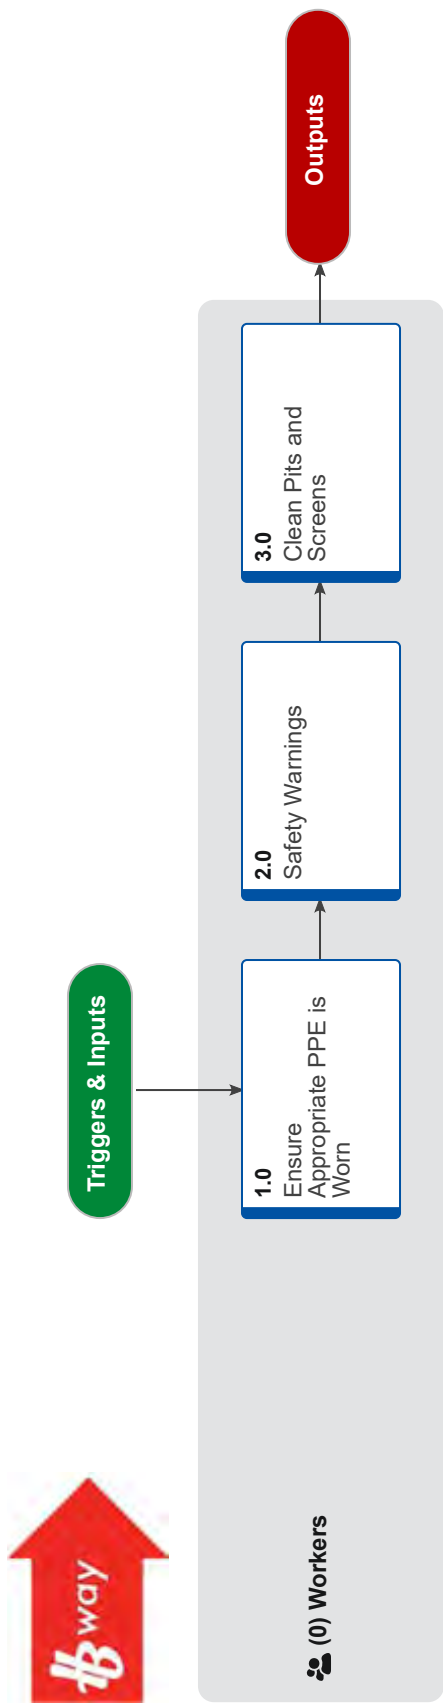 HB way
Triggers & Inputs
(0) Workers
1.0
Ensure
Appropriate PPE is
Worn
2.0
Safety Warnings
3.0
Clean Pits and
Screens
Outputs